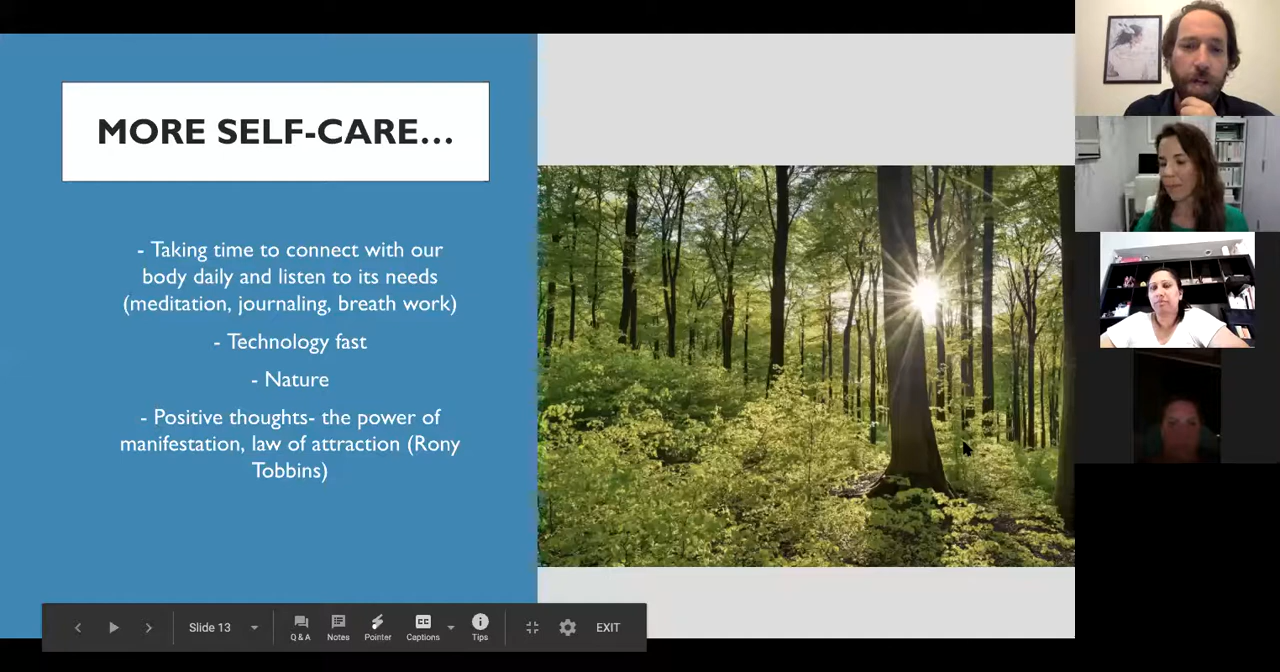 MORE SELF-CARE...
- Taking time to connect with our
body daily and listen to its needs
(meditation, journaling, breath work)
- Technology fast
- Nature
- Positive thoughts- the power of
manifestation, law of attraction (Rony
Tobbins)
Slide 13
Q & A
Notes
Pointer
CC
Captions
Tips
EXIT